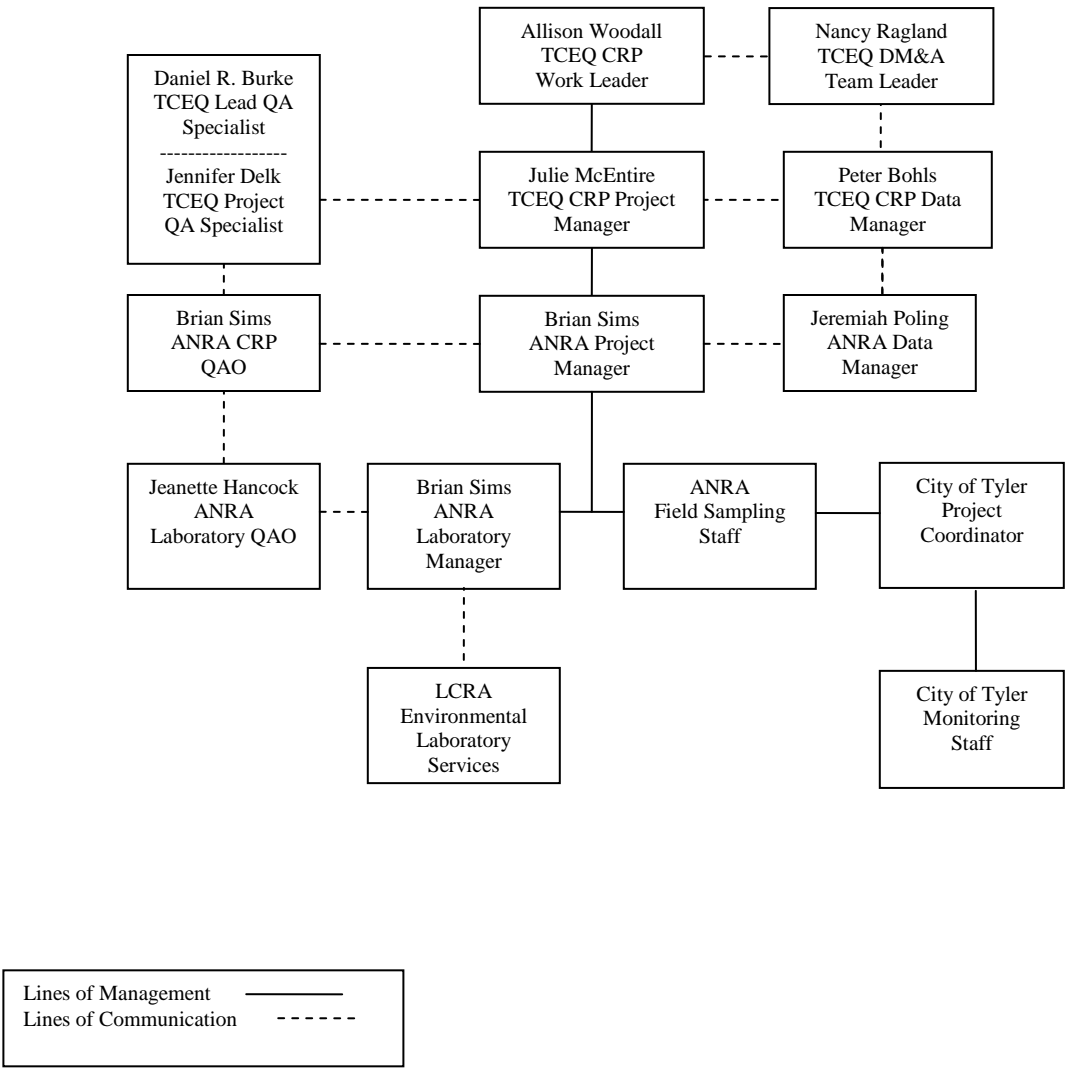 Allison Woodall
TCEQ CRP
Work Leader
Nancy Ragland
TCEQ DM&A
Team Leader
Daniel R. Burke
TCEQ Lead QA
Specialist
------------------
Jennifer Delk
TCEQ Project
QA Specialist
Julie McEntire
TCEQ CRP Project
Manager
Peter Bohls
TCEQ CRP Data
Manager
Brian Sims
ANRA CRP
QAO
Brian Sims
ANRA Project
Manager
Jeremiah Poling
ANRA Data
Manager
Jeanette Hancock
ANRA
Laboratory QAO
Brian Sims
ANRA
Laboratory
Manager
ANRA
Field Sampling
Staff
City of Tyler
Project
Coordinator
LCRA
Environmental
Laboratory
Services
City of Tyler
Monitoring
Staff
Lines of Management
Lines of Communication